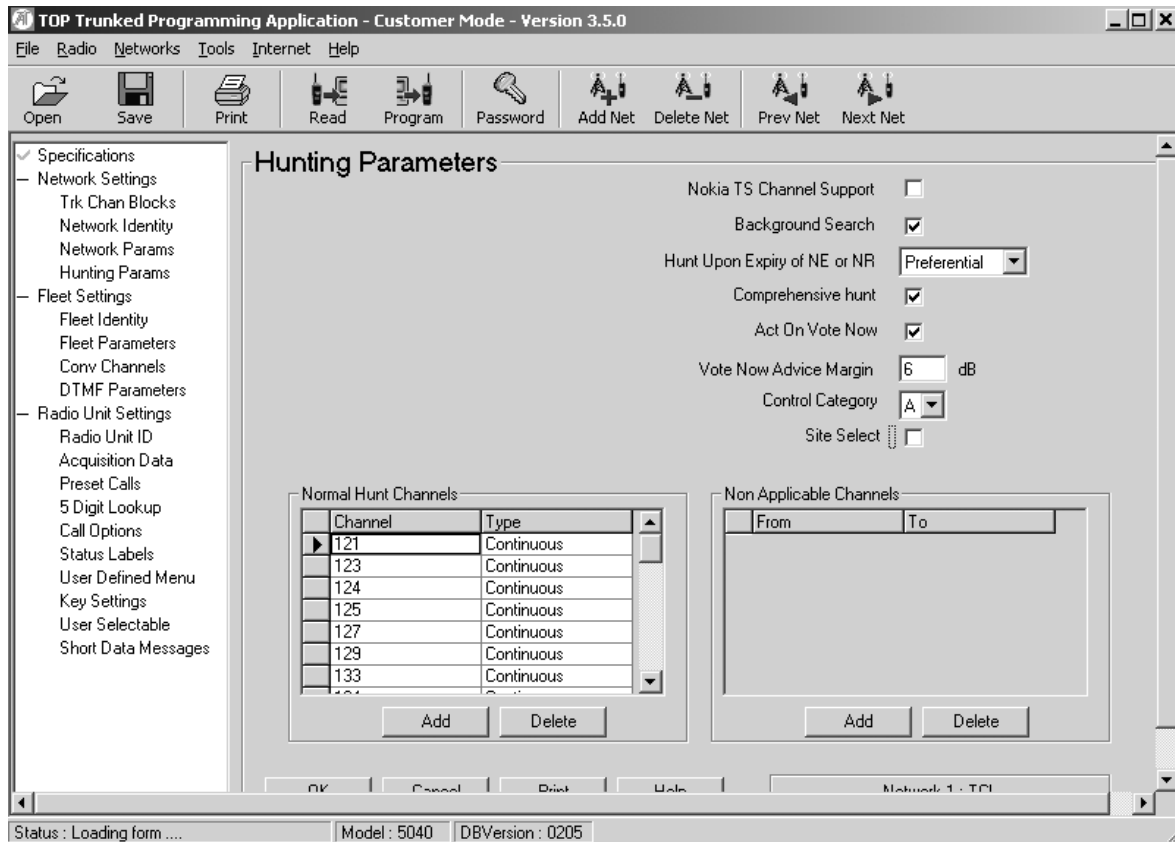 TOP Trunked Programming Application - Customer Mode - Version 3.5.0
File Radio Networks Tools Internet Help
Open Save Print Read Program Password Add Net Delete Net Prev Net Next Net
Specifications
Network Settings
Trk Chan Blocks
Network Identity
Network Params
Hunting Params
Fleet Settings
Fleet Identity
Fleet Parameters
Conv Channels
DTMF Parameters
Radio Unit Settings
Radio Unit ID
Acquisition Data
Preset Calls
5 Digit Lookup
Call Options
Status Labels
User Defined Menu
Key Settings
User Selectable
Short Data Messages
Hunting Parameters
Nokia TS Channel Support
Background Search
Hunt Upon Expiry of NE or NR Preferential
Comprehensive hunt
Act On Vote Now
Vote Now Advice Margin 6 dB
Control Category A
Site Select
Normal Hunt Channels
Channel Type
121 Continuous
123 Continuous
124 Continuous
125 Continuous
127 Continuous
129 Continuous
133 Continuous
Add Delete
Non Applicable Channels
From To
Add Delete
OK Cancel Print Help Network 1 : TCL
Status : Loading form .... Model : 5040 DBVersion : 0205